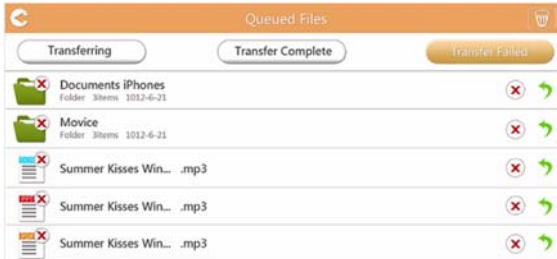 Queued Files
Transferring Transfer Complete Transfer Failed
Documents iPhones
Folder 3items 1012-6-21
Movice
Folder 3items 1012-6-21
Summer Kisses Win... .mp3
Summer Kisses Win... .mp3
Summer Kisses Win... .mp3